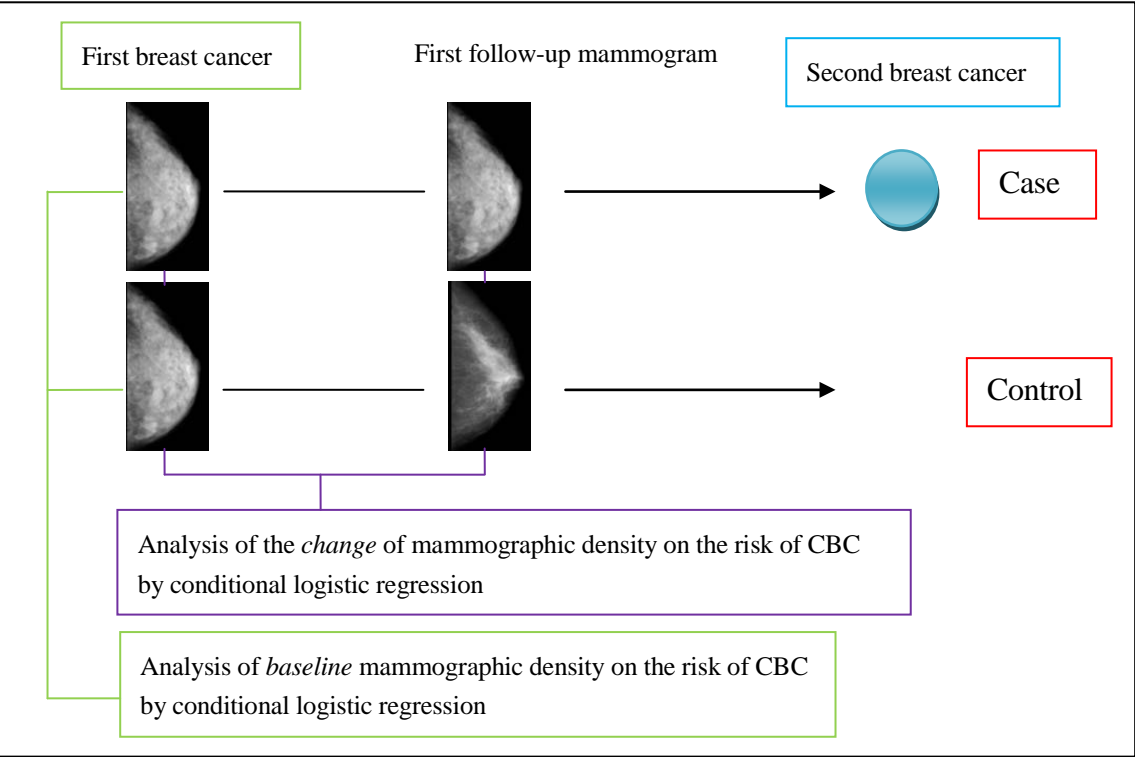 First breast cancer
First follow-up mammogram
Second breast cancer
Case
Control
Analysis of the change of mammographic density on the risk of CBC
by conditional logistic regression
Analysis of baseline mammographic density on the risk of CBC
by conditional logistic regression